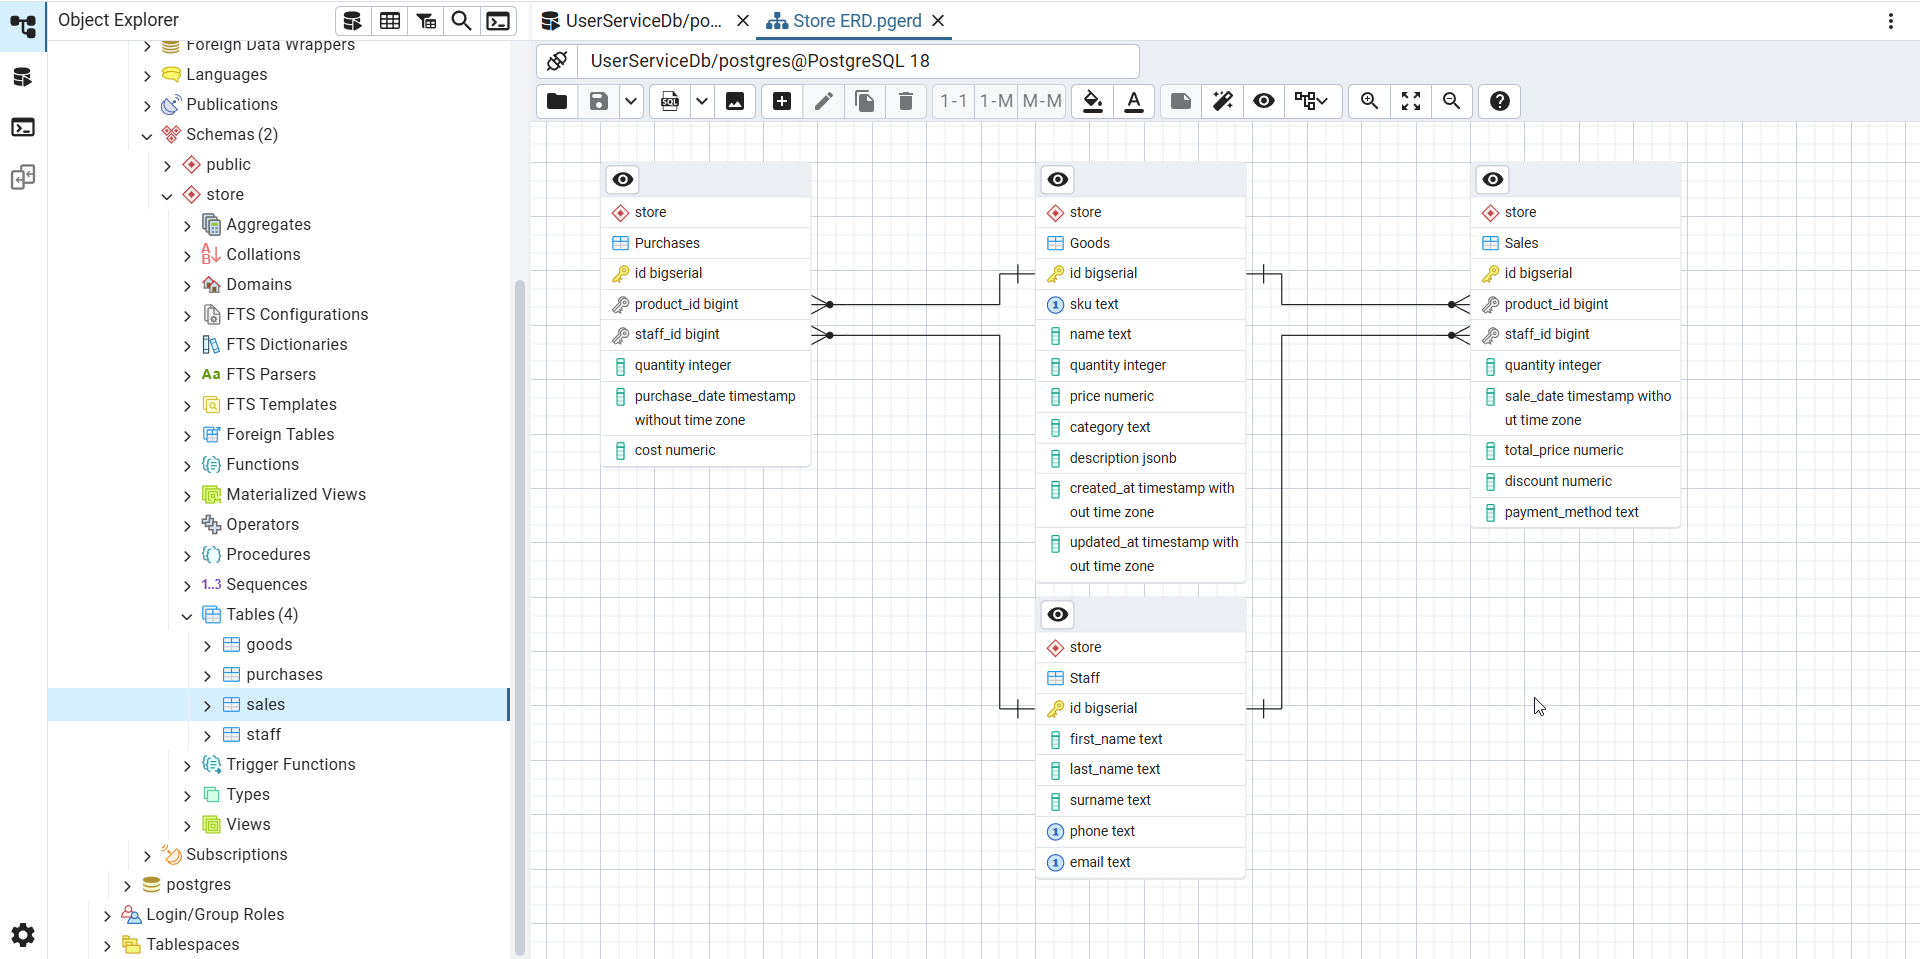 Object Explorer
Foreign Data Wrappers
Languages
Publications
Schemas (2)
public
store
Aggregates
Collations
Domains
FTS Configurations
FTS Dictionaries
Aa FTS Parsers
FTS Templates
Foreign Tables
Functions
Materialized Views
Operators
Procedures
1..3 Sequences
Tables (4)
goods
purchases
sales
staff
Trigger Functions
Types
Views
Subscriptions
postgres
Login/Group Roles
Tablespaces
UserServiceDb/po...
Store ERD.pgerd
UserServiceDb/postgres@PostgreSQL 18
SQL
1-1 1-M M-M
A
store
Purchases
id bigserial
product_id bigint
staff_id bigint
quantity integer
purchase_date timestamp
without time zone
cost numeric
store
Goods
id bigserial
1 sku text
name text
quantity integer
price numeric
category text
description jsonb
created_at timestamp with
out time zone
updated_at timestamp with
out time zone
store
Staff
id bigserial
first_name text
last_name text
surname text
1 phone text
1 email text
store
Sales
id bigserial
product_id bigint
staff_id bigint
quantity integer
sale_date timestamp witho
ut time zone
total_price numeric
discount numeric
payment_method text